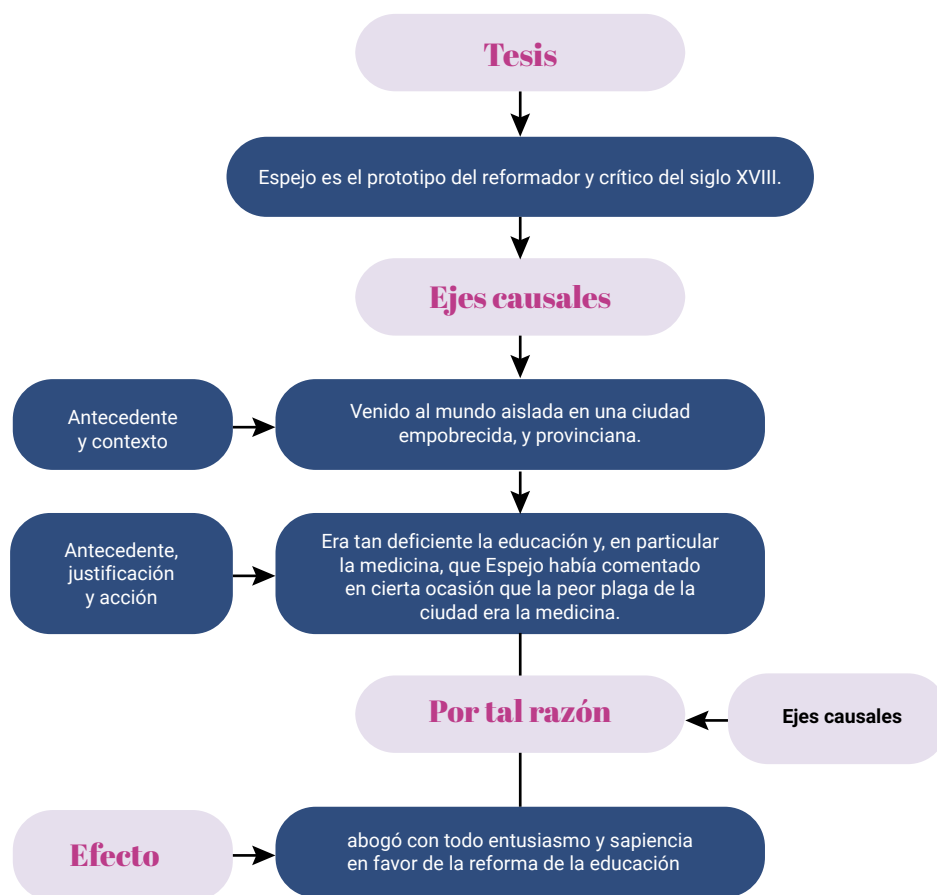 Tesis
Espejo es el prototipo del reformador y crítico del siglo XVIII.
Ejes causales
Antecedente
y contexto
Venido al mundo aislada en una ciudad
empobrecida, y provinciana.
Antecedente,
justificación
y acción
Era tan deficiente la educación y, en particular
la medicina, que Espejo había comentado
en cierta ocasión que la peor plaga de la
ciudad era la medicina.
Por tal razón
Ejes causales
Efecto
abogó con todo entusiasmo y sapiencia
en favor de la reforma de la educación